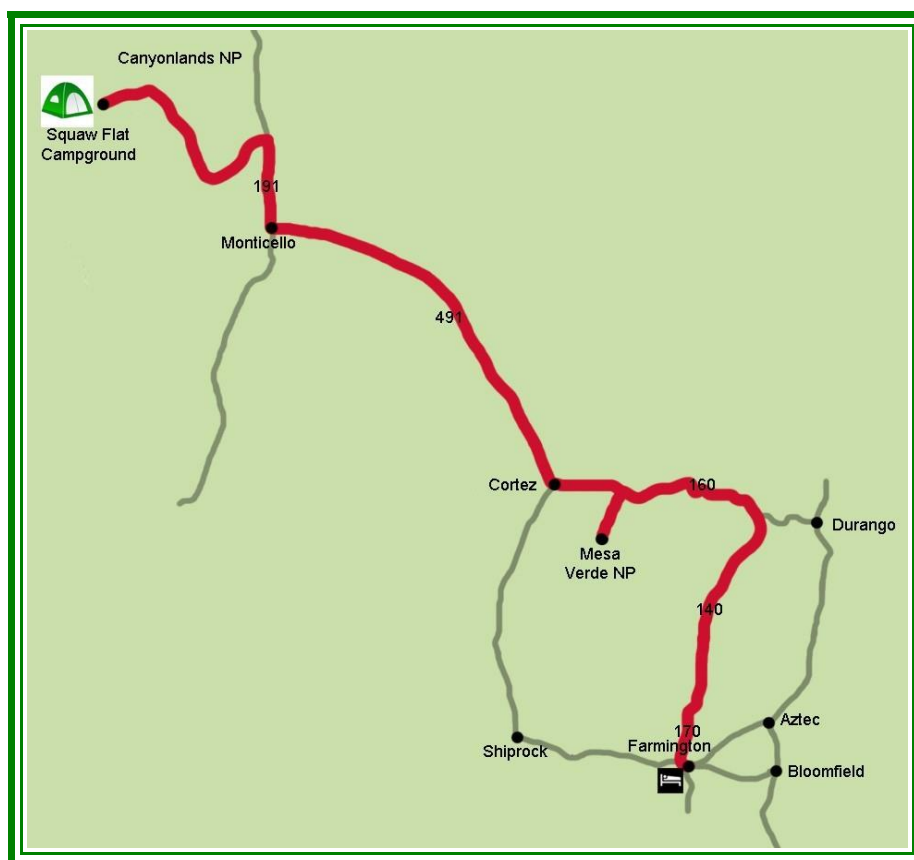 Canyonlands NP
Squaw Flat
Campground
191
Monticello
491
Cortez
160
Durango
Mesa
Verde NP
140
Aztec
170
Farmington
Shiprock
Bloomfield